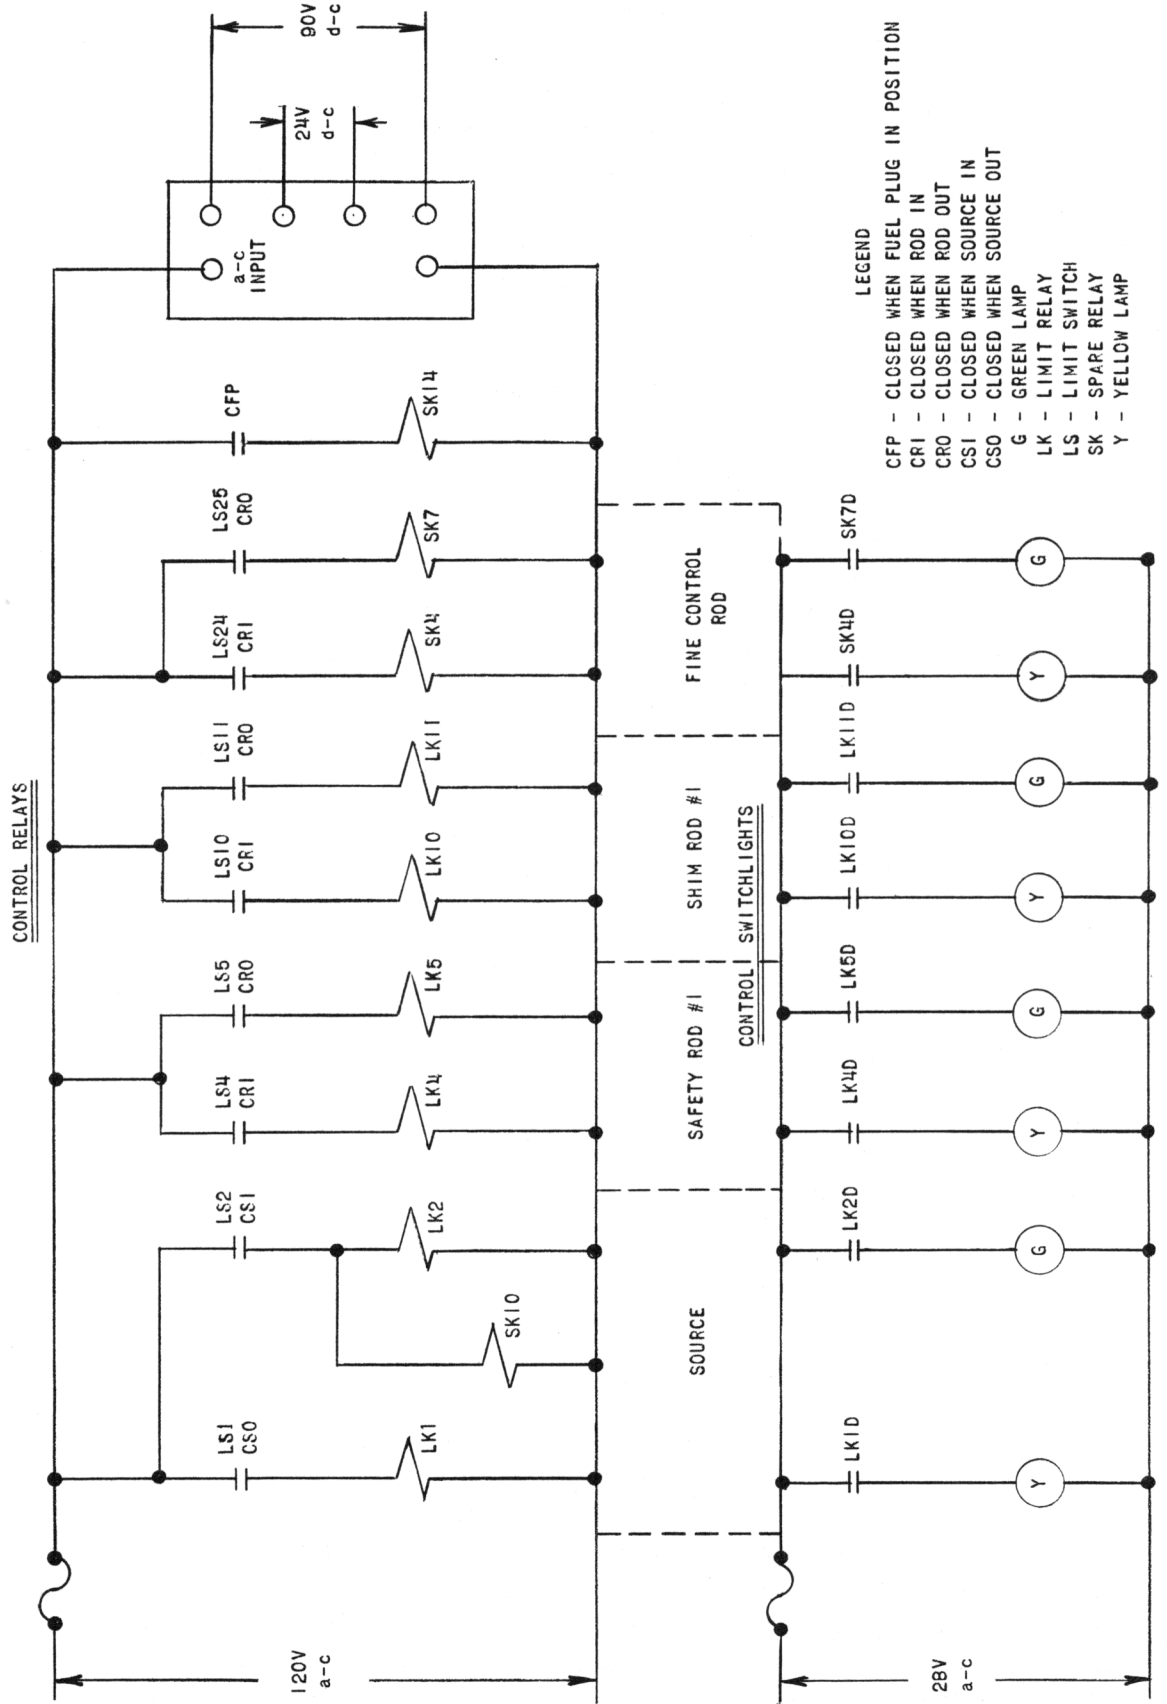 CONTROL RELAYS
120V
a-c
LS1
CSO
LK1
SK10
LS2
CSI
LK2
LS4
CRI
LK4
LS5
CRO
LK5
LS10
CRI
LK10
LS11
CRO
LK11
LS24
CRI
SK4
LS25
CRO
SK7
CFP
SK14
a-c
INPUT
24V
d-c
90V
d-c
SOURCE
SAFETY ROD #1
SHIM ROD #1
FINE CONTROL
ROD
CONTROL SWITCHLIGHTS
28V
a-c
LK1D
Y
LK2D
G
LK4D
Y
LK5D
G
LK10D
Y
LK11D
G
SK4D
Y
SK7D
G
LEGEND
CFP - CLOSED WHEN FUEL PLUG IN POSITION
CRI - CLOSED WHEN ROD IN
CRO - CLOSED WHEN ROD OUT
CSI - CLOSED WHEN SOURCE IN
CSO - CLOSED WHEN SOURCE OUT
G - GREEN LAMP
LK - LIMIT RELAY
LS - LIMIT SWITCH
SK - SPARE RELAY
Y - YELLOW LAMP